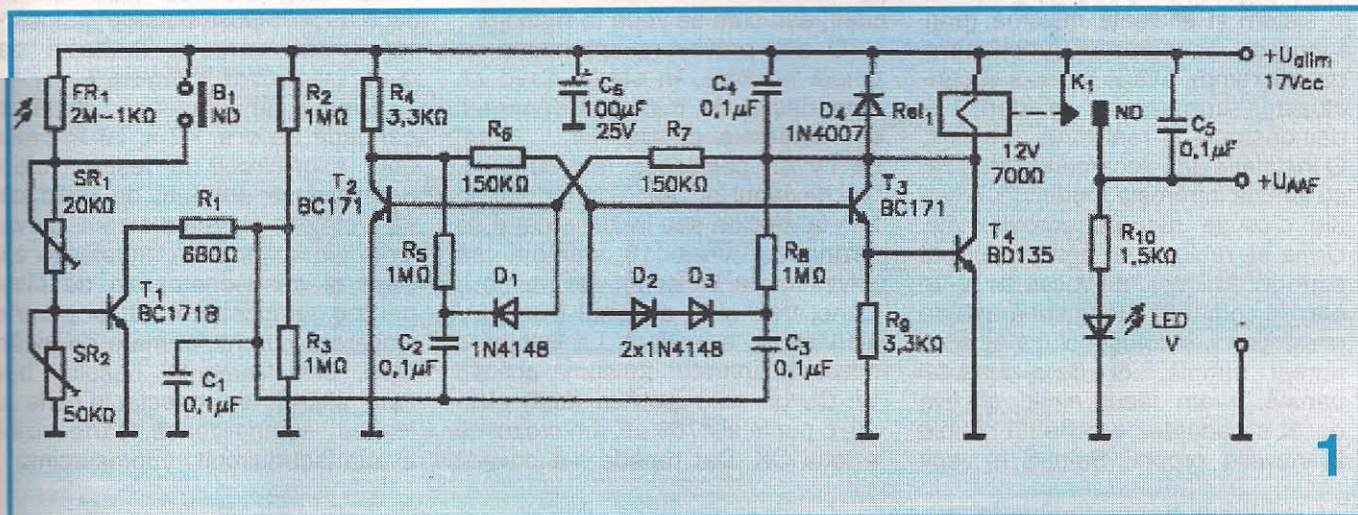 FR₁
2M-1KΩ
B₁
ND
R₂
1MΩ
R₄
3,3KΩ
C₆
100µF
25V
C₄
0,1µF
D₄
1N4007
Rel₁
12V
700Ω
K₁
ND
C₅
0,1µF
+Ualim
17Vcc
+UAAF
SR₁
20KΩ
R₁
680Ω
T₂
BC171
R₆
150KΩ
R₇
150KΩ
T₃
BC171
T₁
BC171B
R₅
1MΩ
D₁
1N4148
D₂
D₃
2x1N4148
R₈
1MΩ
T₄
BD135
R₁₀
1,5KΩ
SR₂
50KΩ
C₁
0,1µF
R₃
1MΩ
C₂
0,1µF
C₃
0,1µF
R₉
3,3KΩ
LED
V
1